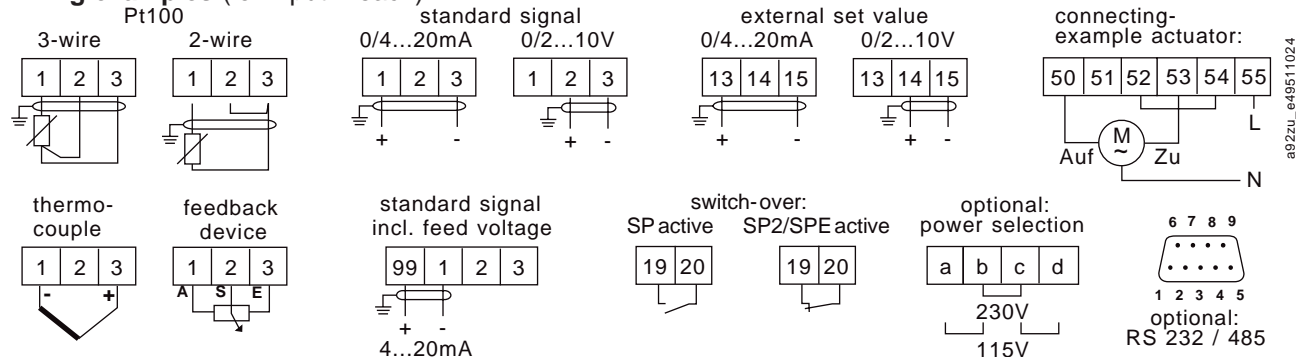 Pt100
3-wire
2-wire
1 2 3
1 2 3
standard signal
0/4...20mA
0/2...10V
1 2 3
1 2 3
+ -
+ -
external set value
0/4...20mA
0/2...10V
13 14 15
13 14 15
+ -
+ -
connecting-
example actuator:
50 51 52 53 54 55
L
M
~
Auf
Zu
N
a92zu_e49511024
thermo-
couple
1 2 3
- +
feedback
device
1 2 3
A S E
standard signal
incl. feed voltage
99 1 2 3
+ -
4...20mA
switch-over:
SP active
SP2/SPE active
19 20
19 20
optional:
power selection
a b c d
230V
115V
6 7 8 9
1 2 3 4 5
optional:
RS 232 / 485